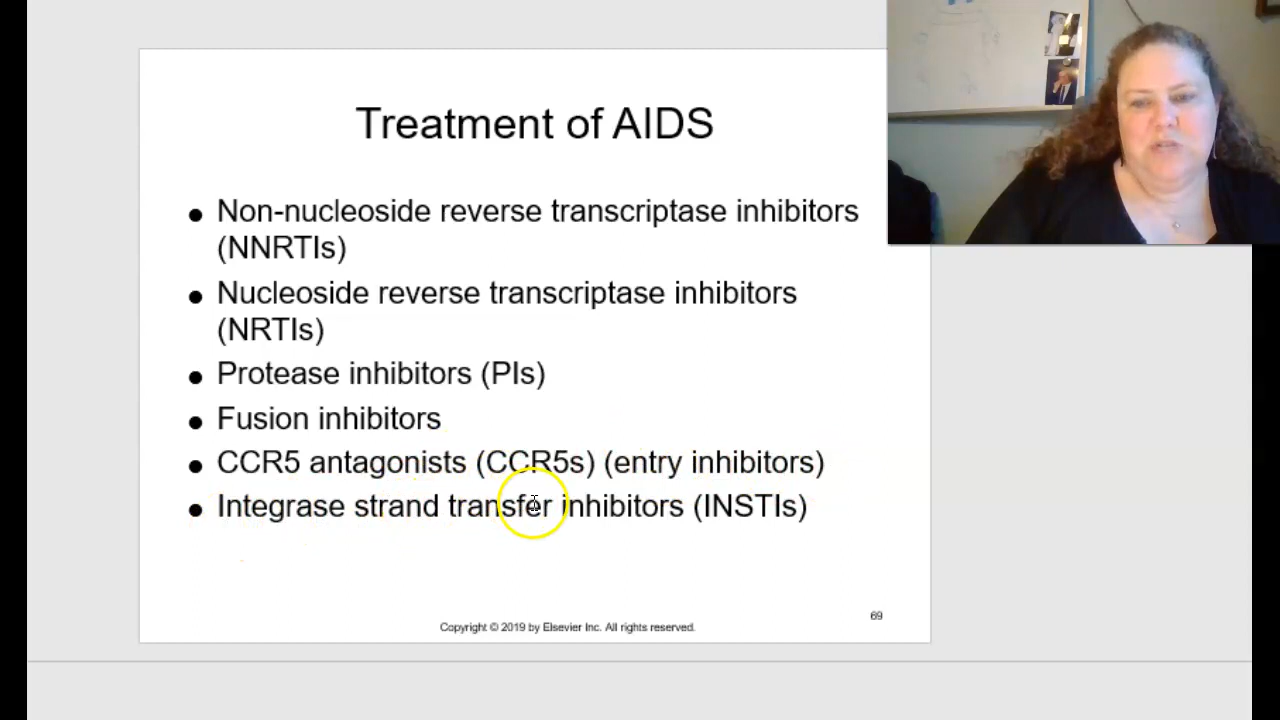 Treatment of AIDS
● Non-nucleoside reverse transcriptase inhibitors
(NNRTIs)
● Nucleoside reverse transcriptase inhibitors
(NRTIs)
● Protease inhibitors (PIs)
● Fusion inhibitors
● CCR5 antagonists (CCR5s) (entry inhibitors)
● Integrase strand transfer inhibitors (INSTIs)
69
Copyright © 2019 by Elsevier Inc. All rights reserved.